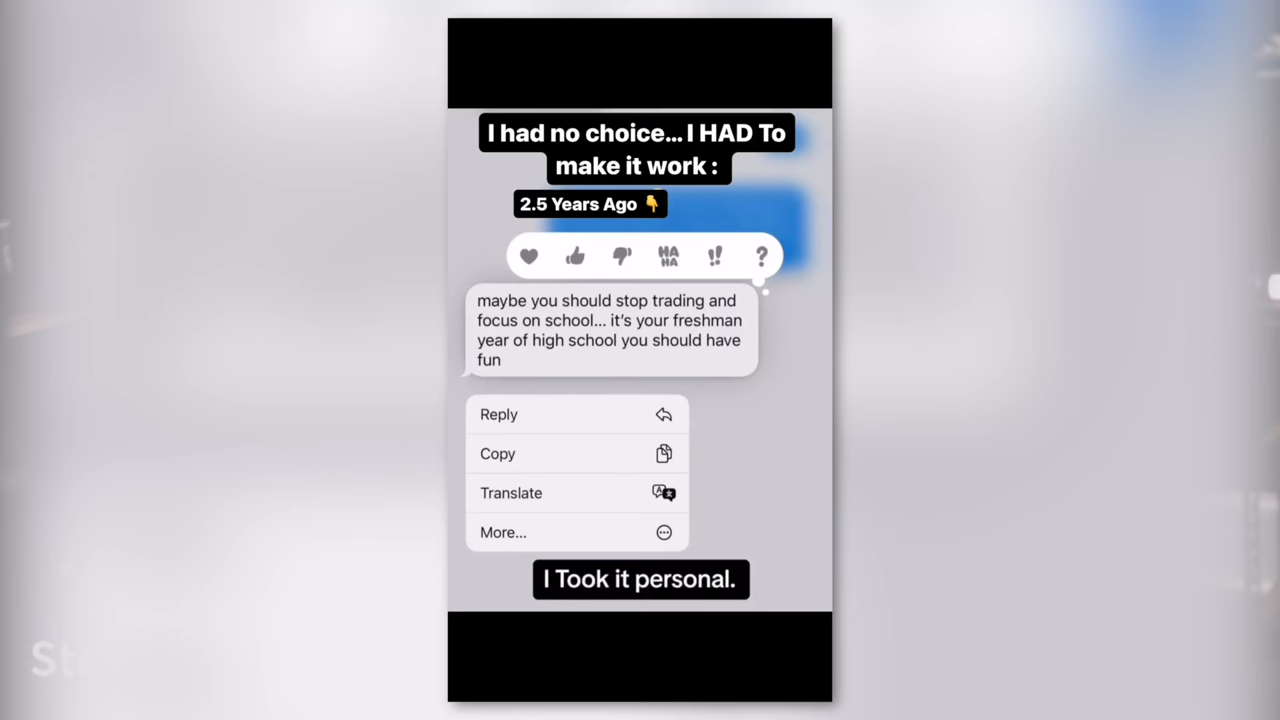 I had no choice... I HAD To
make it work :
2.5 Years Ago 👇
HA
HA
!!
?
maybe you should stop trading and
focus on school... it's your freshman
year of high school you should have
fun
Reply
Copy
Translate
More...
I Took it personal.